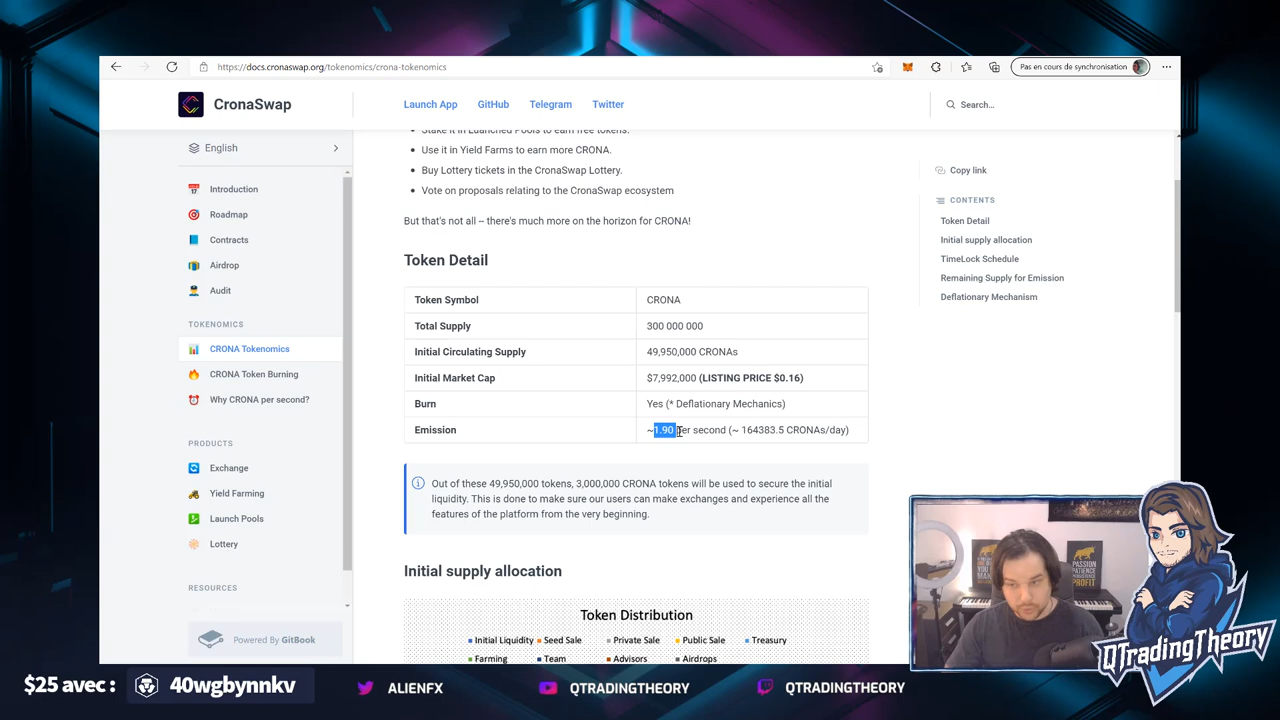 https://docs.cronaswap.org/tokenomics/crona-tokenomics
Pas en cours de synchronisation
CronaSwap
Launch App
GitHub
Telegram
Twitter
Search...
English
Introduction
Roadmap
Contracts
Airdrop
Audit
TOKENOMICS
CRONA Tokenomics
CRONA Token Burning
Why CRONA per second?
PRODUCTS
Exchange
Yield Farming
Launch Pools
Lottery
RESOURCES
Powered By GitBook
Stake it in Luanched Pools to earn free tokens.
Use it in Yield Farms to earn more CRONA.
Buy Lottery tickets in the CronaSwap Lottery.
Vote on proposals relating to the CronaSwap ecosystem
But that's not all – there's much more on the horizon for CRONA!
Token Detail
Token Symbol CRONA
Total Supply 300 000 000
Initial Circulating Supply 49,950,000 CRONAs
Initial Market Cap $7,992,000 (LISTING PRICE $0.16)
Burn Yes (* Deflationary Mechanics)
Emission ~1.90 per second (~ 164383.5 CRONAs/day)
Out of these 49,950,000 tokens, 3,000,000 CRONA tokens will be used to secure the initial
liquidity. This is done to make sure our users can make exchanges and experience all the
features of the platform from the very beginning.
Initial supply allocation
Token Distribution
Initial Liquidity Seed Sale Private Sale Public Sale Treasury
Farming Team Advisors Airdrops
Copy link
CONTENTS
Token Detail
Initial supply allocation
TimeLock Schedule
Remaining Supply for Emission
Deflationary Mechanism
PASSION
PATIENCE
PERSISTENCE
PROFIT
QTradingTheory
$25 avec :
40wgbynnkv
ALIENFX
QTRADINGTHEORY
QTRADINGTHEORY